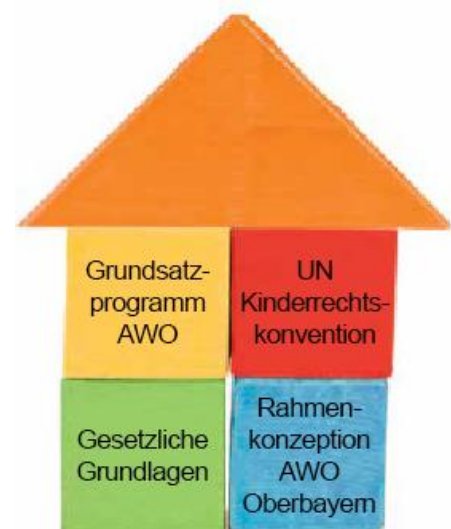 Grundsatz-
programm
AWO
UN
Kinderrechts-
konvention
Gesetzliche
Grundlagen
Rahmen-
konzeption
AWO
Oberbayern